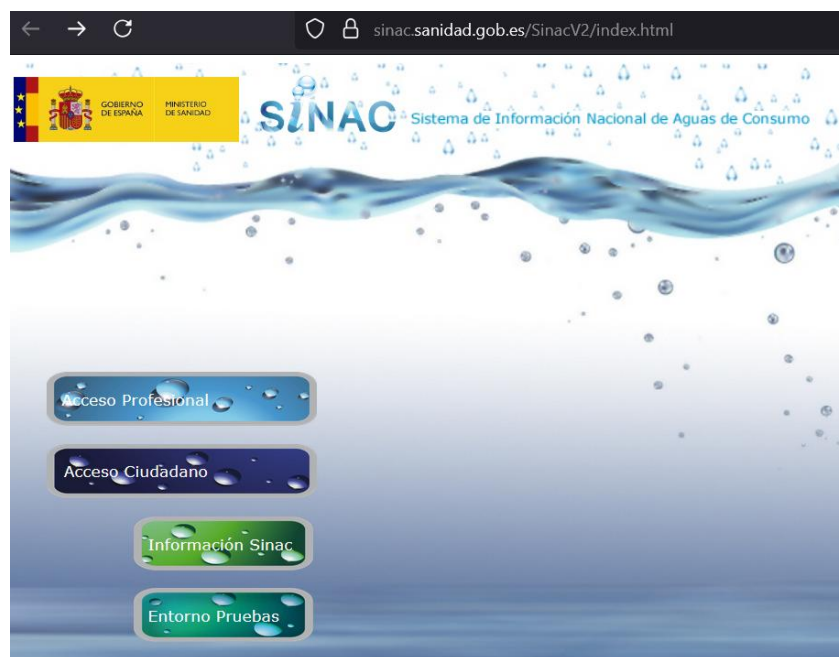 sinac.sanidad.gob.es/SinacV2/index.html
GOBIERNO DE ESPAÑA
MINISTERIO DE SANIDAD
SINAC Sistema de Información Nacional de Aguas de Consumo
Acceso Profesional
Acceso Ciudadano
Información Sinac
Entorno Pruebas